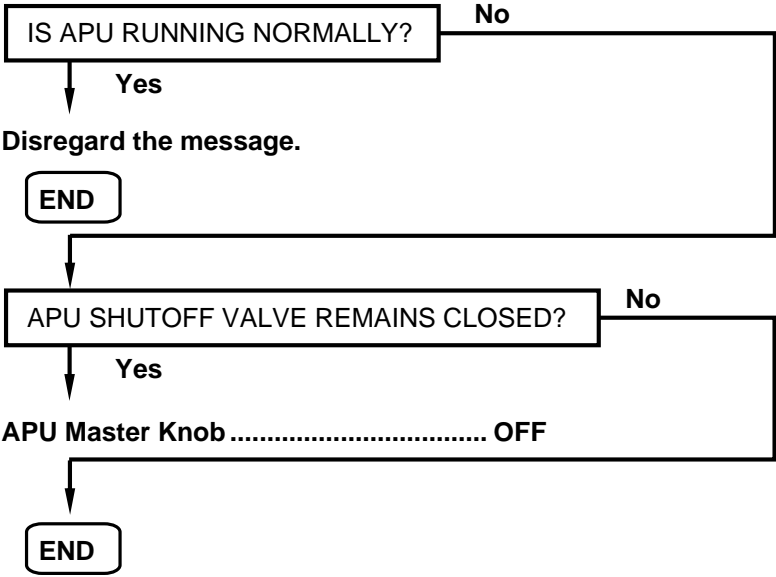 IS APU RUNNING NORMALLY?
No
Yes
Disregard the message.
END
APU SHUTOFF VALVE REMAINS CLOSED?
No
Yes
APU Master Knob ................................... OFF
END